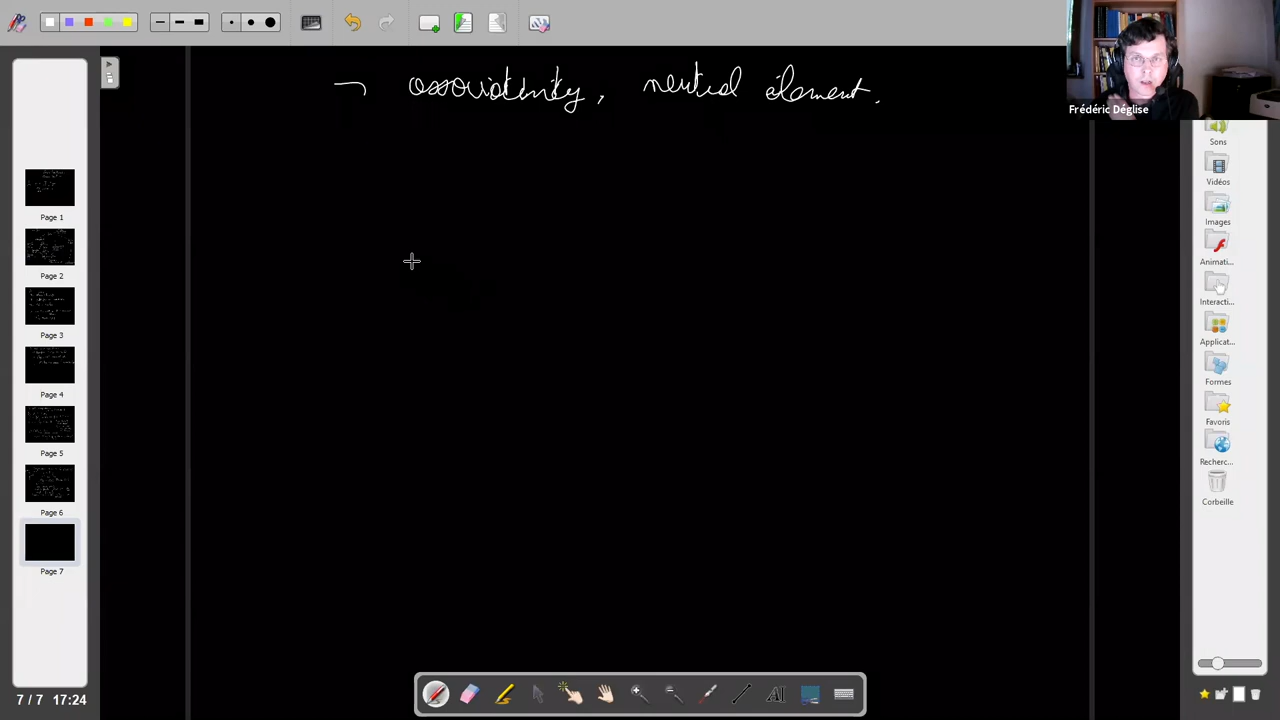 → associativity, neutral element.
Frédéric Déglise
Sons
Vidéos
Images
Animati...
Interacti...
Applicat...
Formes
Favoris
Recherc...
Corbeille
Page 1
Page 2
Page 3
Page 4
Page 5
Page 6
Page 7
7 / 7 17:24
AI